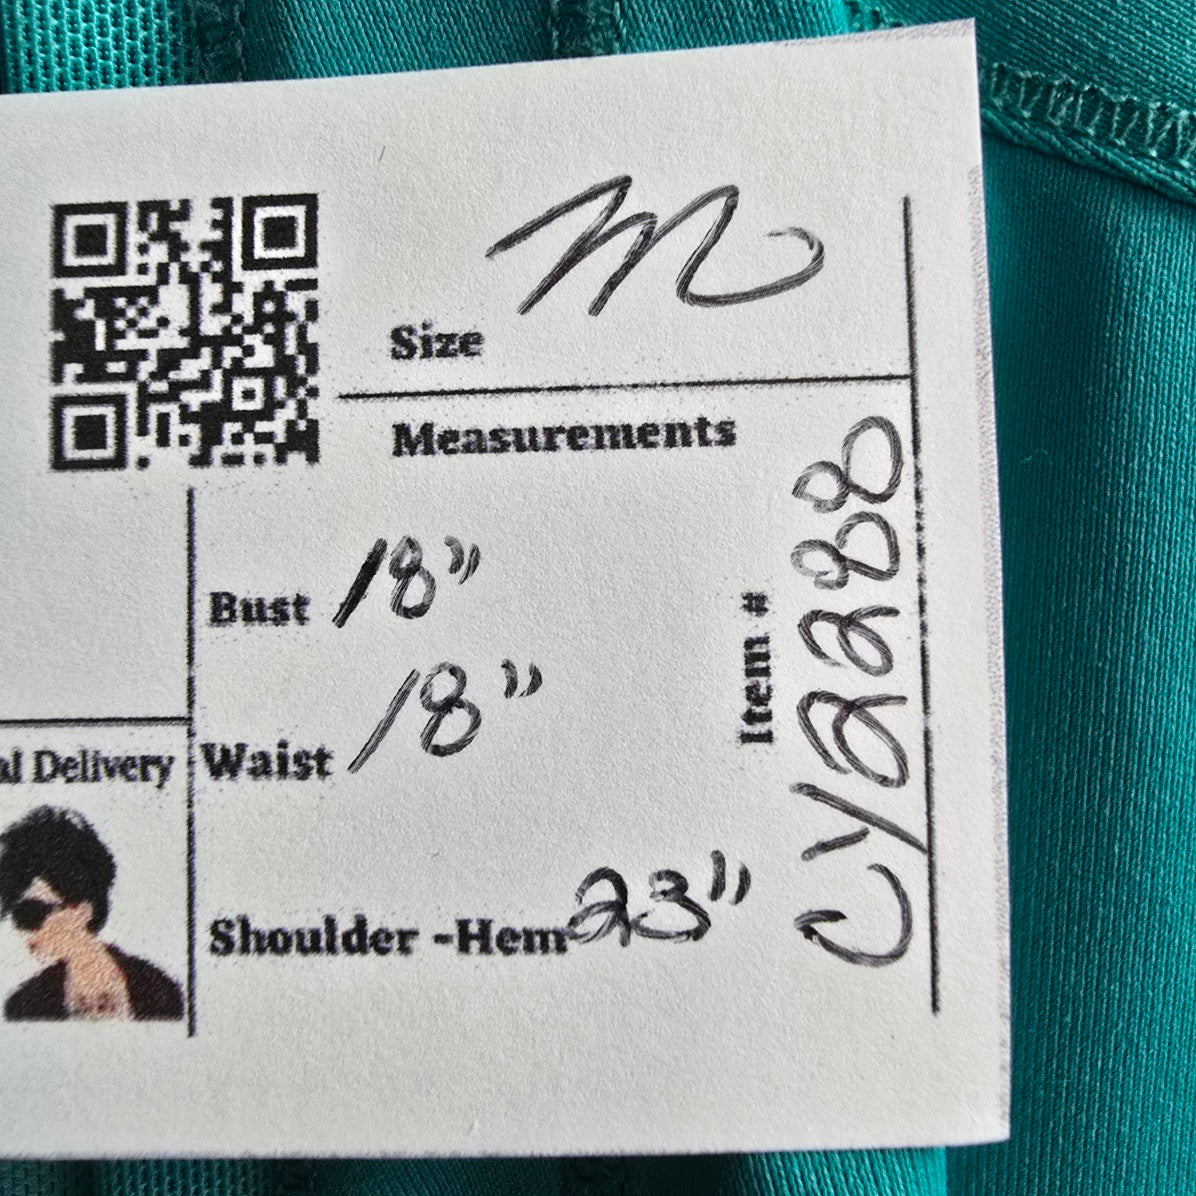 m
Size
Measurements
Bust 18"
Waist 18"
Shoulder -Hem 23"
al Delivery
Item # CY2288